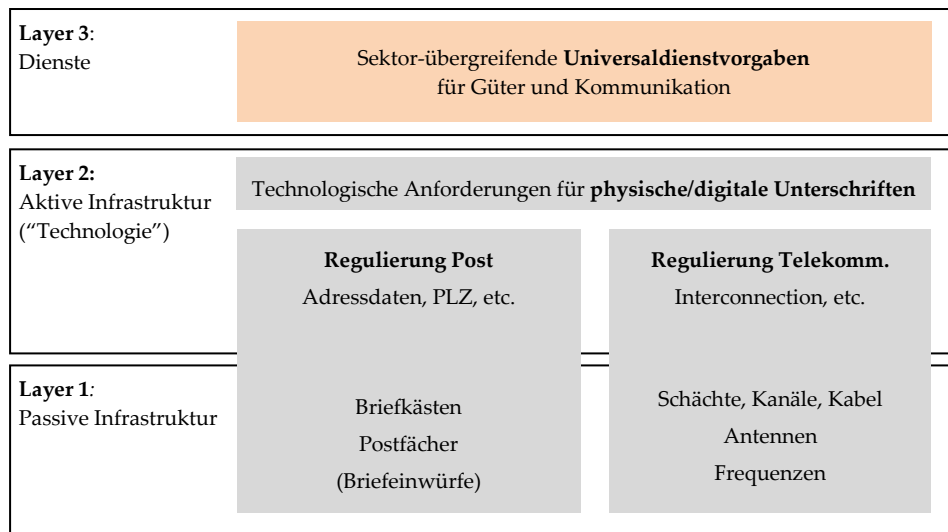 Layer 3:
Dienste
Sektor-übergreifende Universaldienstvorgaben
für Güter und Kommunikation
Layer 2:
Aktive Infrastruktur
(“Technologie”)
Technologische Anforderungen für physische/digitale Unterschriften
Regulierung Post
Adressdaten, PLZ, etc.
Regulierung Telekomm.
Interconnection, etc.
Layer 1:
Passive Infrastruktur
Briefkästen
Postfächer
(Briefeinwürfe)
Schächte, Kanäle, Kabel
Antennen
Frequenzen